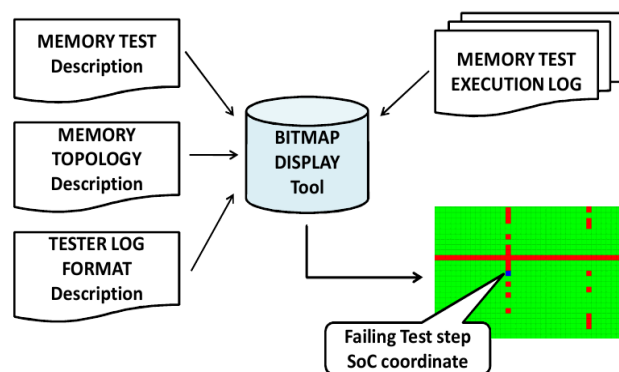 MEMORY TEST
Description
MEMORY
TOPOLOGY
Description
TESTER LOG
FORMAT
Description
BITMAP
DISPLAY
Tool
MEMORY TEST
EXECUTION LOG
Failing Test step
SoC coordinate